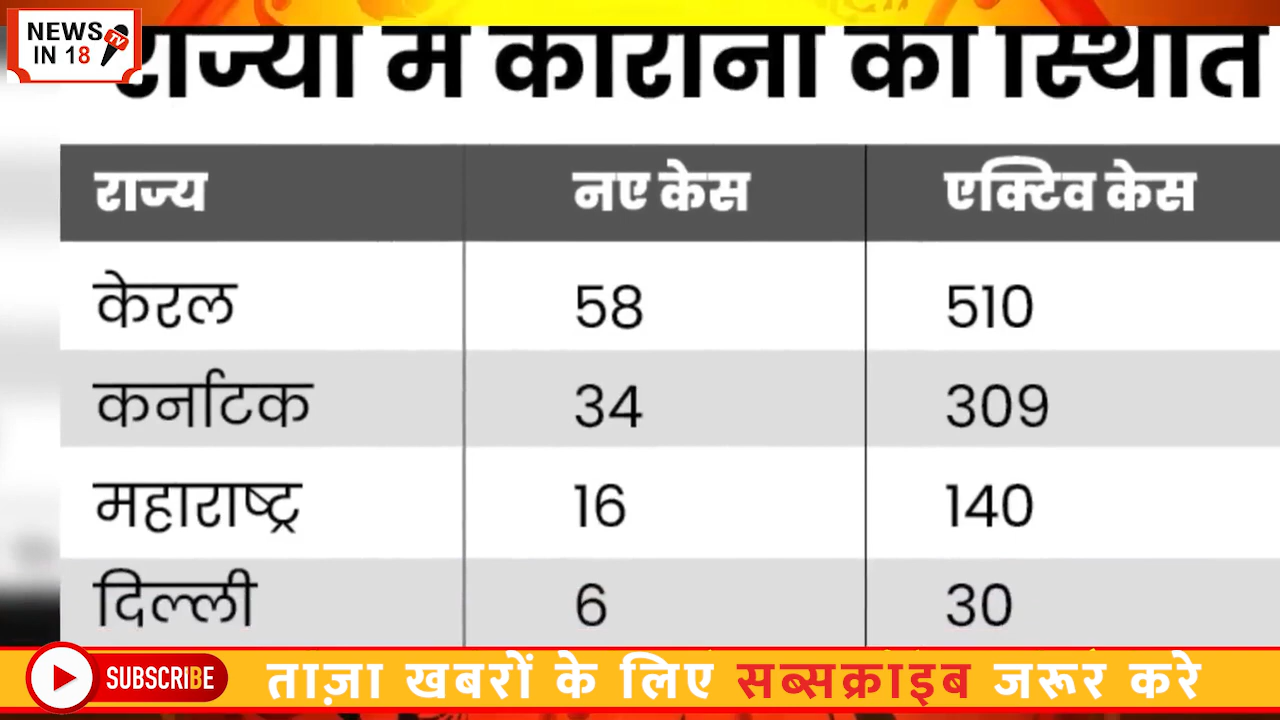 NEWS
IN 18
TV
राज्यों में कोरोना की स्थिति
राज्य नए केस एक्टिव केस
केरल 58 510
कर्नाटक 34 309
महाराष्ट्र 16 140
दिल्ली 6 30
SUBSCRIBE ताज़ा खबरों के लिए सब्सक्राइब जरूर करे